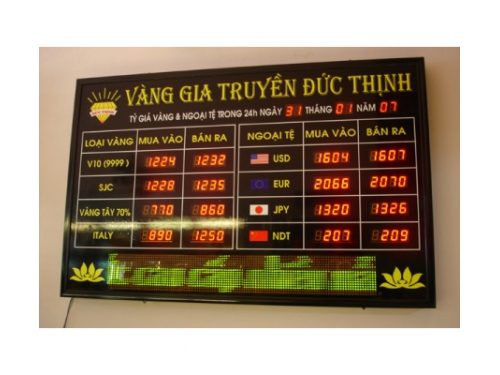 VÀNG GIA TRUYỀN ĐỨC THỊNH
TỶ GIÁ VÀNG & NGOẠI TỆ TRONG 24h NGÀY 31 THÁNG 01 NĂM 07
LOẠI VÀNG MUA VÀO BÁN RA NGOẠI TỆ MUA VÀO BÁN RA
V10 (9999) 1224 1232 USD 1604 1607
SJC 1228 1235 EUR 2066 2070
VÀNG TÂY 70% 770 860 JPY 1320 1326
ITALY 890 1250 NDT 207 209